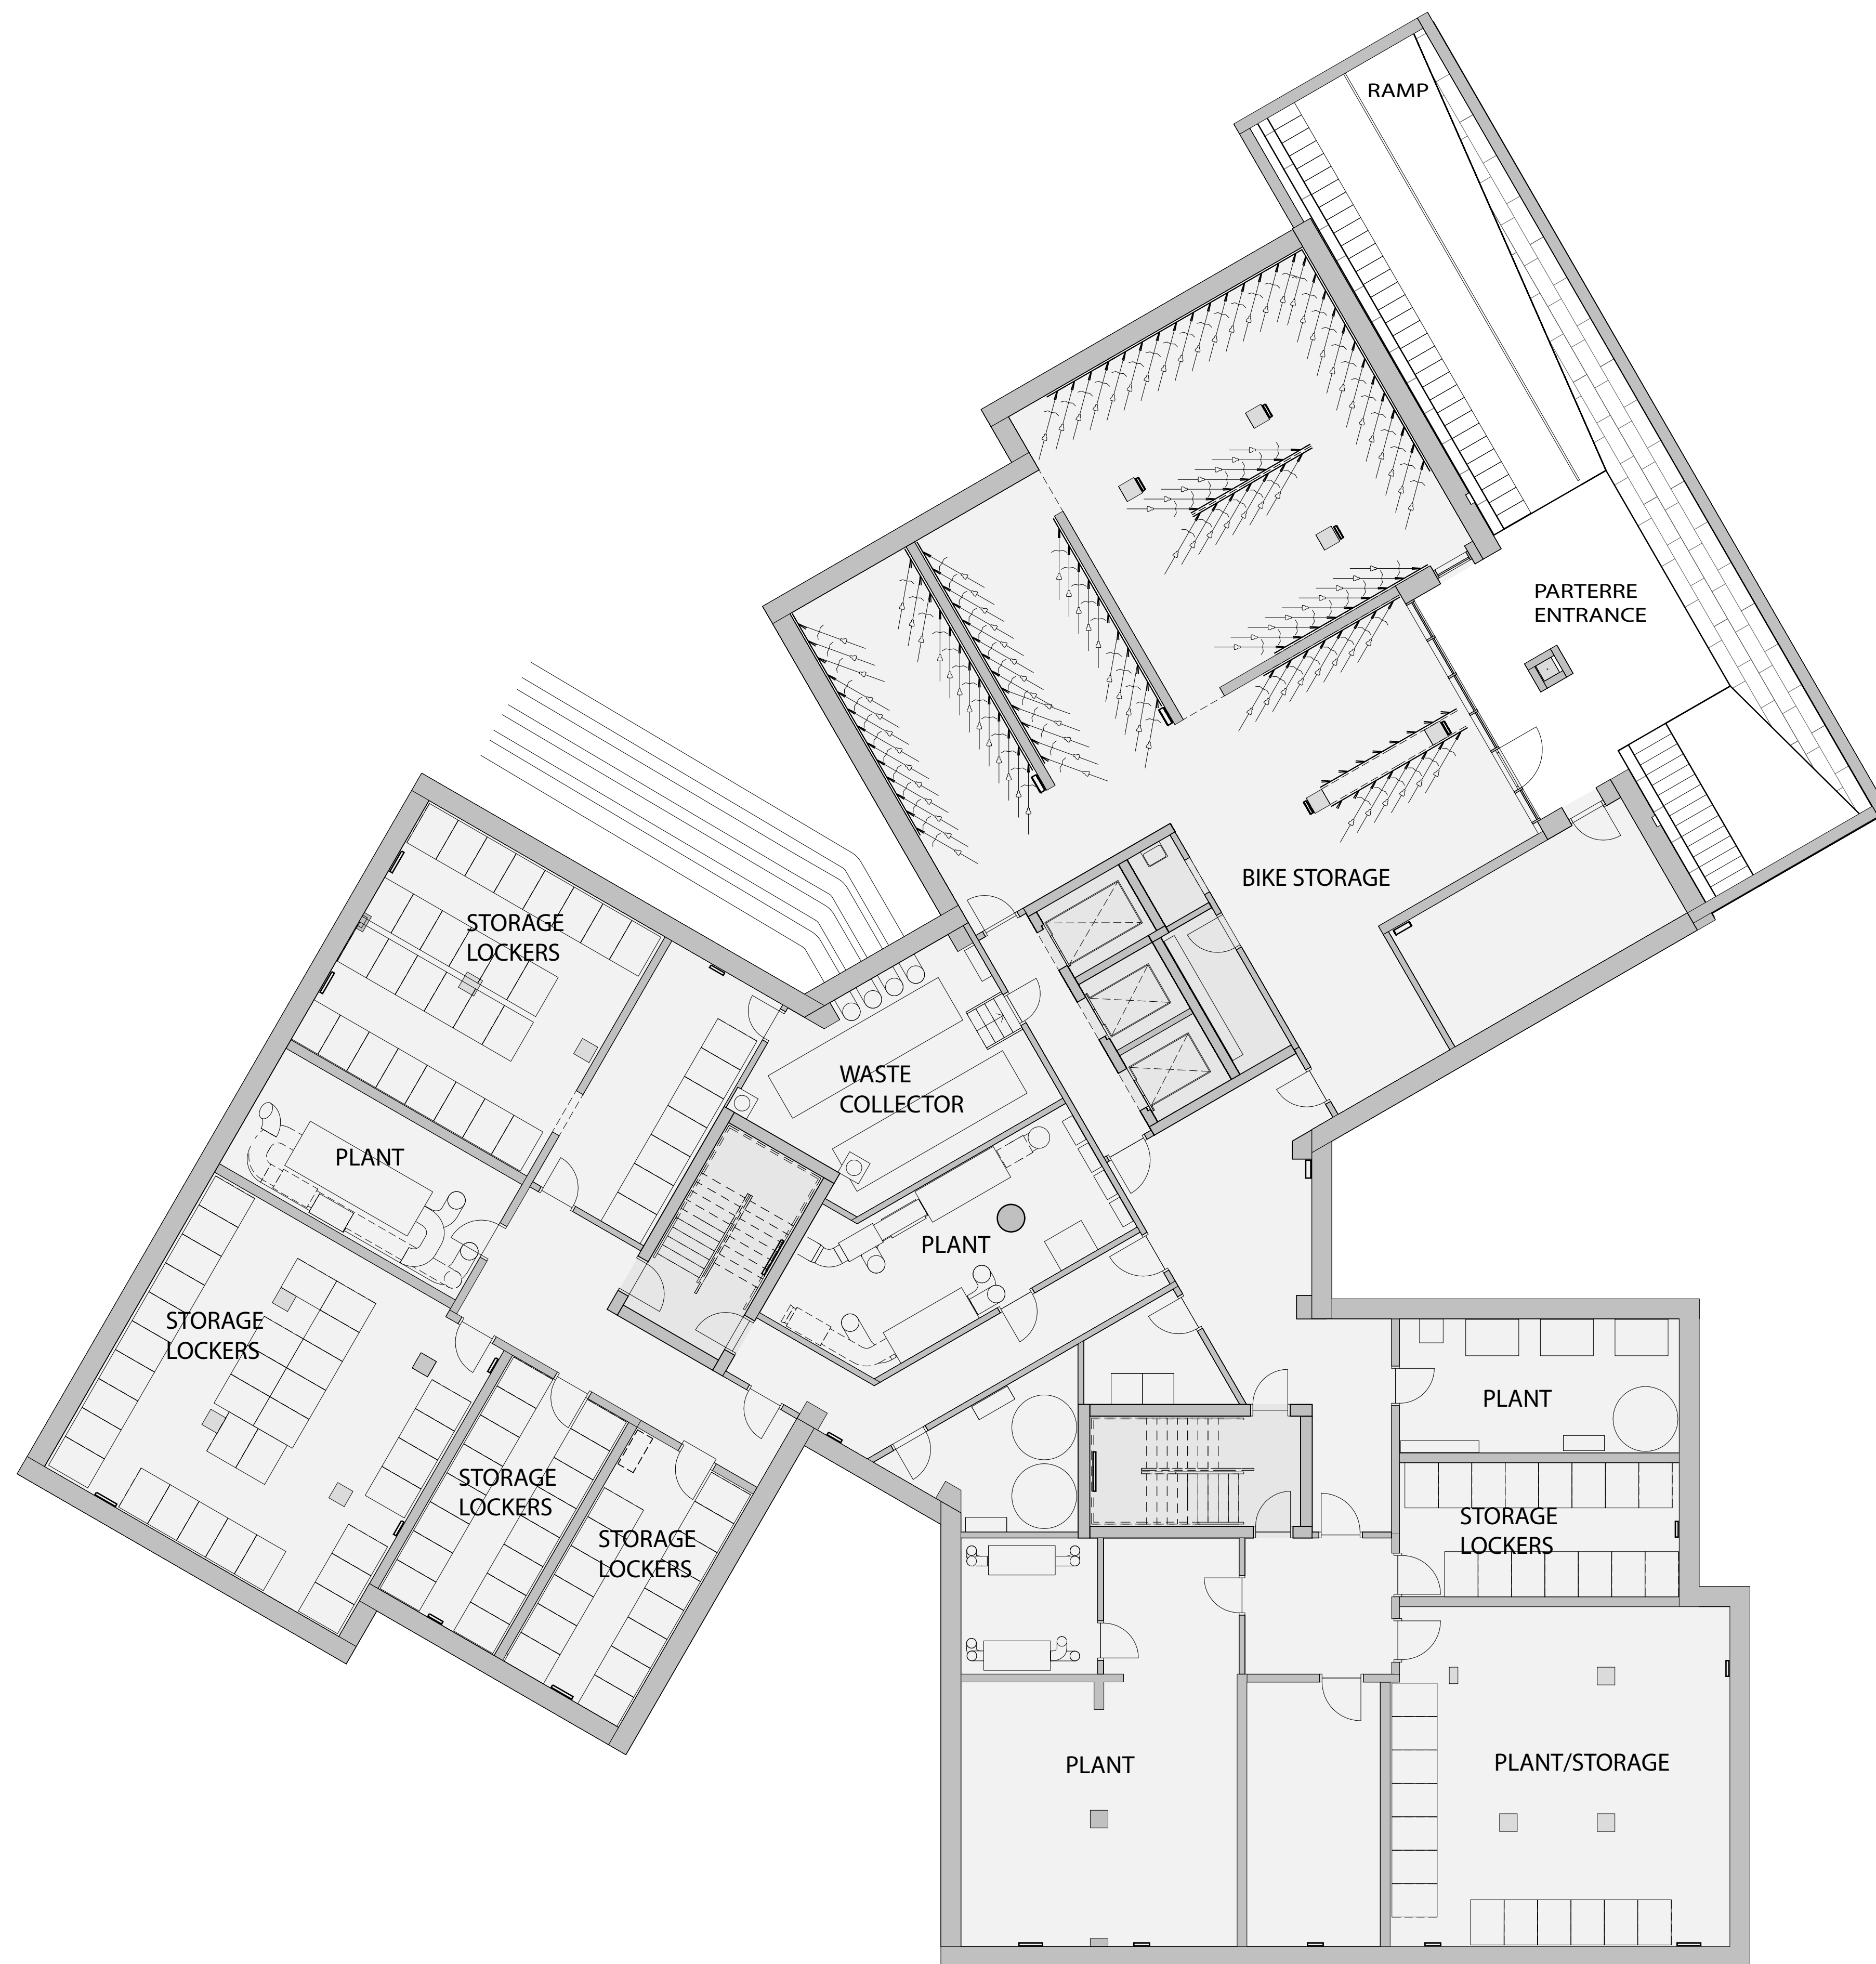 RAMP
PARTERRE
ENTRANCE
BIKE STORAGE
STORAGE
LOCKERS
WASTE
COLLECTOR
PLANT
PLANT
STORAGE
LOCKERS
PLANT
STORAGE
LOCKERS
STORAGE
LOCKERS
STORAGE
LOCKERS
PLANT
PLANT/STORAGE